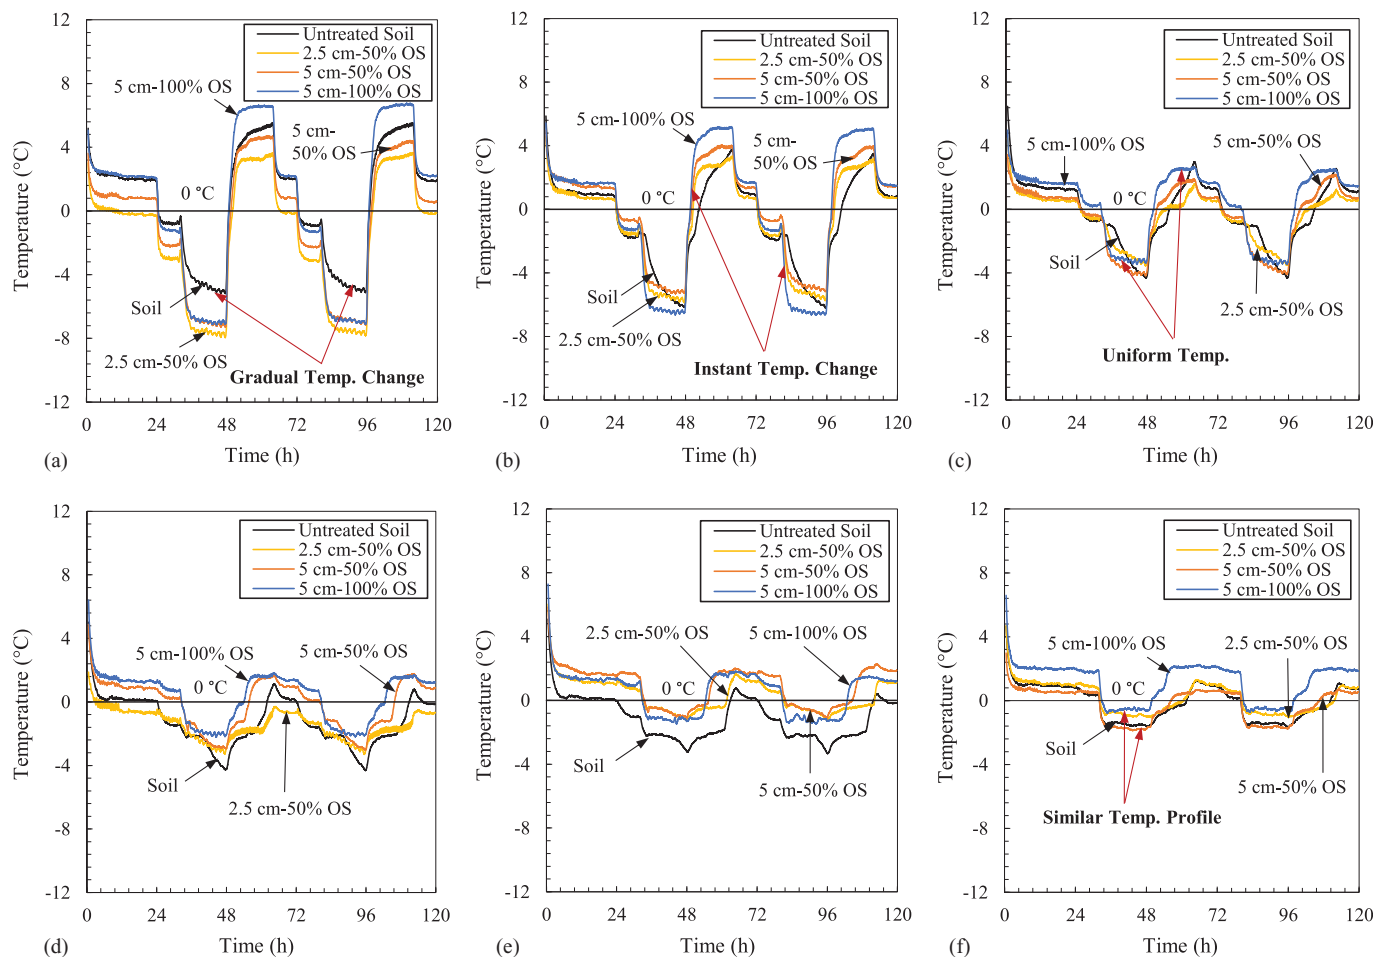 12
8
4
0
-4
-8
-12
Temperature (°C)
Untreated Soil
2.5 cm-50% OS
5 cm-50% OS
5 cm-100% OS
5 cm-100% OS
5 cm-
50% OS
0 °C
Soil
2.5 cm-50% OS
Gradual Temp. Change
0 24 48 72 96 120
(a)
Time (h)
12
8
4
0
-4
-8
-12
Temperature (°C)
Untreated Soil
2.5 cm-50% OS
5 cm-50% OS
5 cm-100% OS
5 cm-100% OS
5 cm-
50% OS
0 °C
Soil
2.5 cm-50% OS
Instant Temp. Change
0 24 48 72 96 120
(b)
Time (h)
12
8
4
0
-4
-8
-12
Temperature (°C)
Untreated Soil
2.5 cm-50% OS
5 cm-50% OS
5 cm-100% OS
5 cm-100% OS
5 cm-50% OS
0 °C
Soil
2.5 cm-50% OS
Uniform Temp.
0 24 48 72 96 120
(c)
Time (h)
12
8
4
0
-4
-8
-12
Temperature (°C)
Untreated Soil
2.5 cm-50% OS
5 cm-50% OS
5 cm-100% OS
5 cm-100% OS
5 cm-50% OS
0 °C
Soil
2.5 cm-50% OS
0 24 48 72 96 120
(d)
Time (h)
12
8
4
0
-4
-8
-12
Temperature (°C)
Untreated Soil
2.5 cm-50% OS
5 cm-50% OS
5 cm-100% OS
2.5 cm-50% OS
5 cm-100% OS
0 °C
Soil
5 cm-50% OS
0 24 48 72 96 120
(e)
Time (h)
12
8
4
0
-4
-8
-12
Temperature (°C)
Untreated Soil
2.5 cm-50% OS
5 cm-50% OS
5 cm-100% OS
5 cm-100% OS
2.5 cm-50% OS
0 °C
Soil
5 cm-50% OS
Similar Temp. Profile
0 24 48 72 96 120
(f)
Time (h)